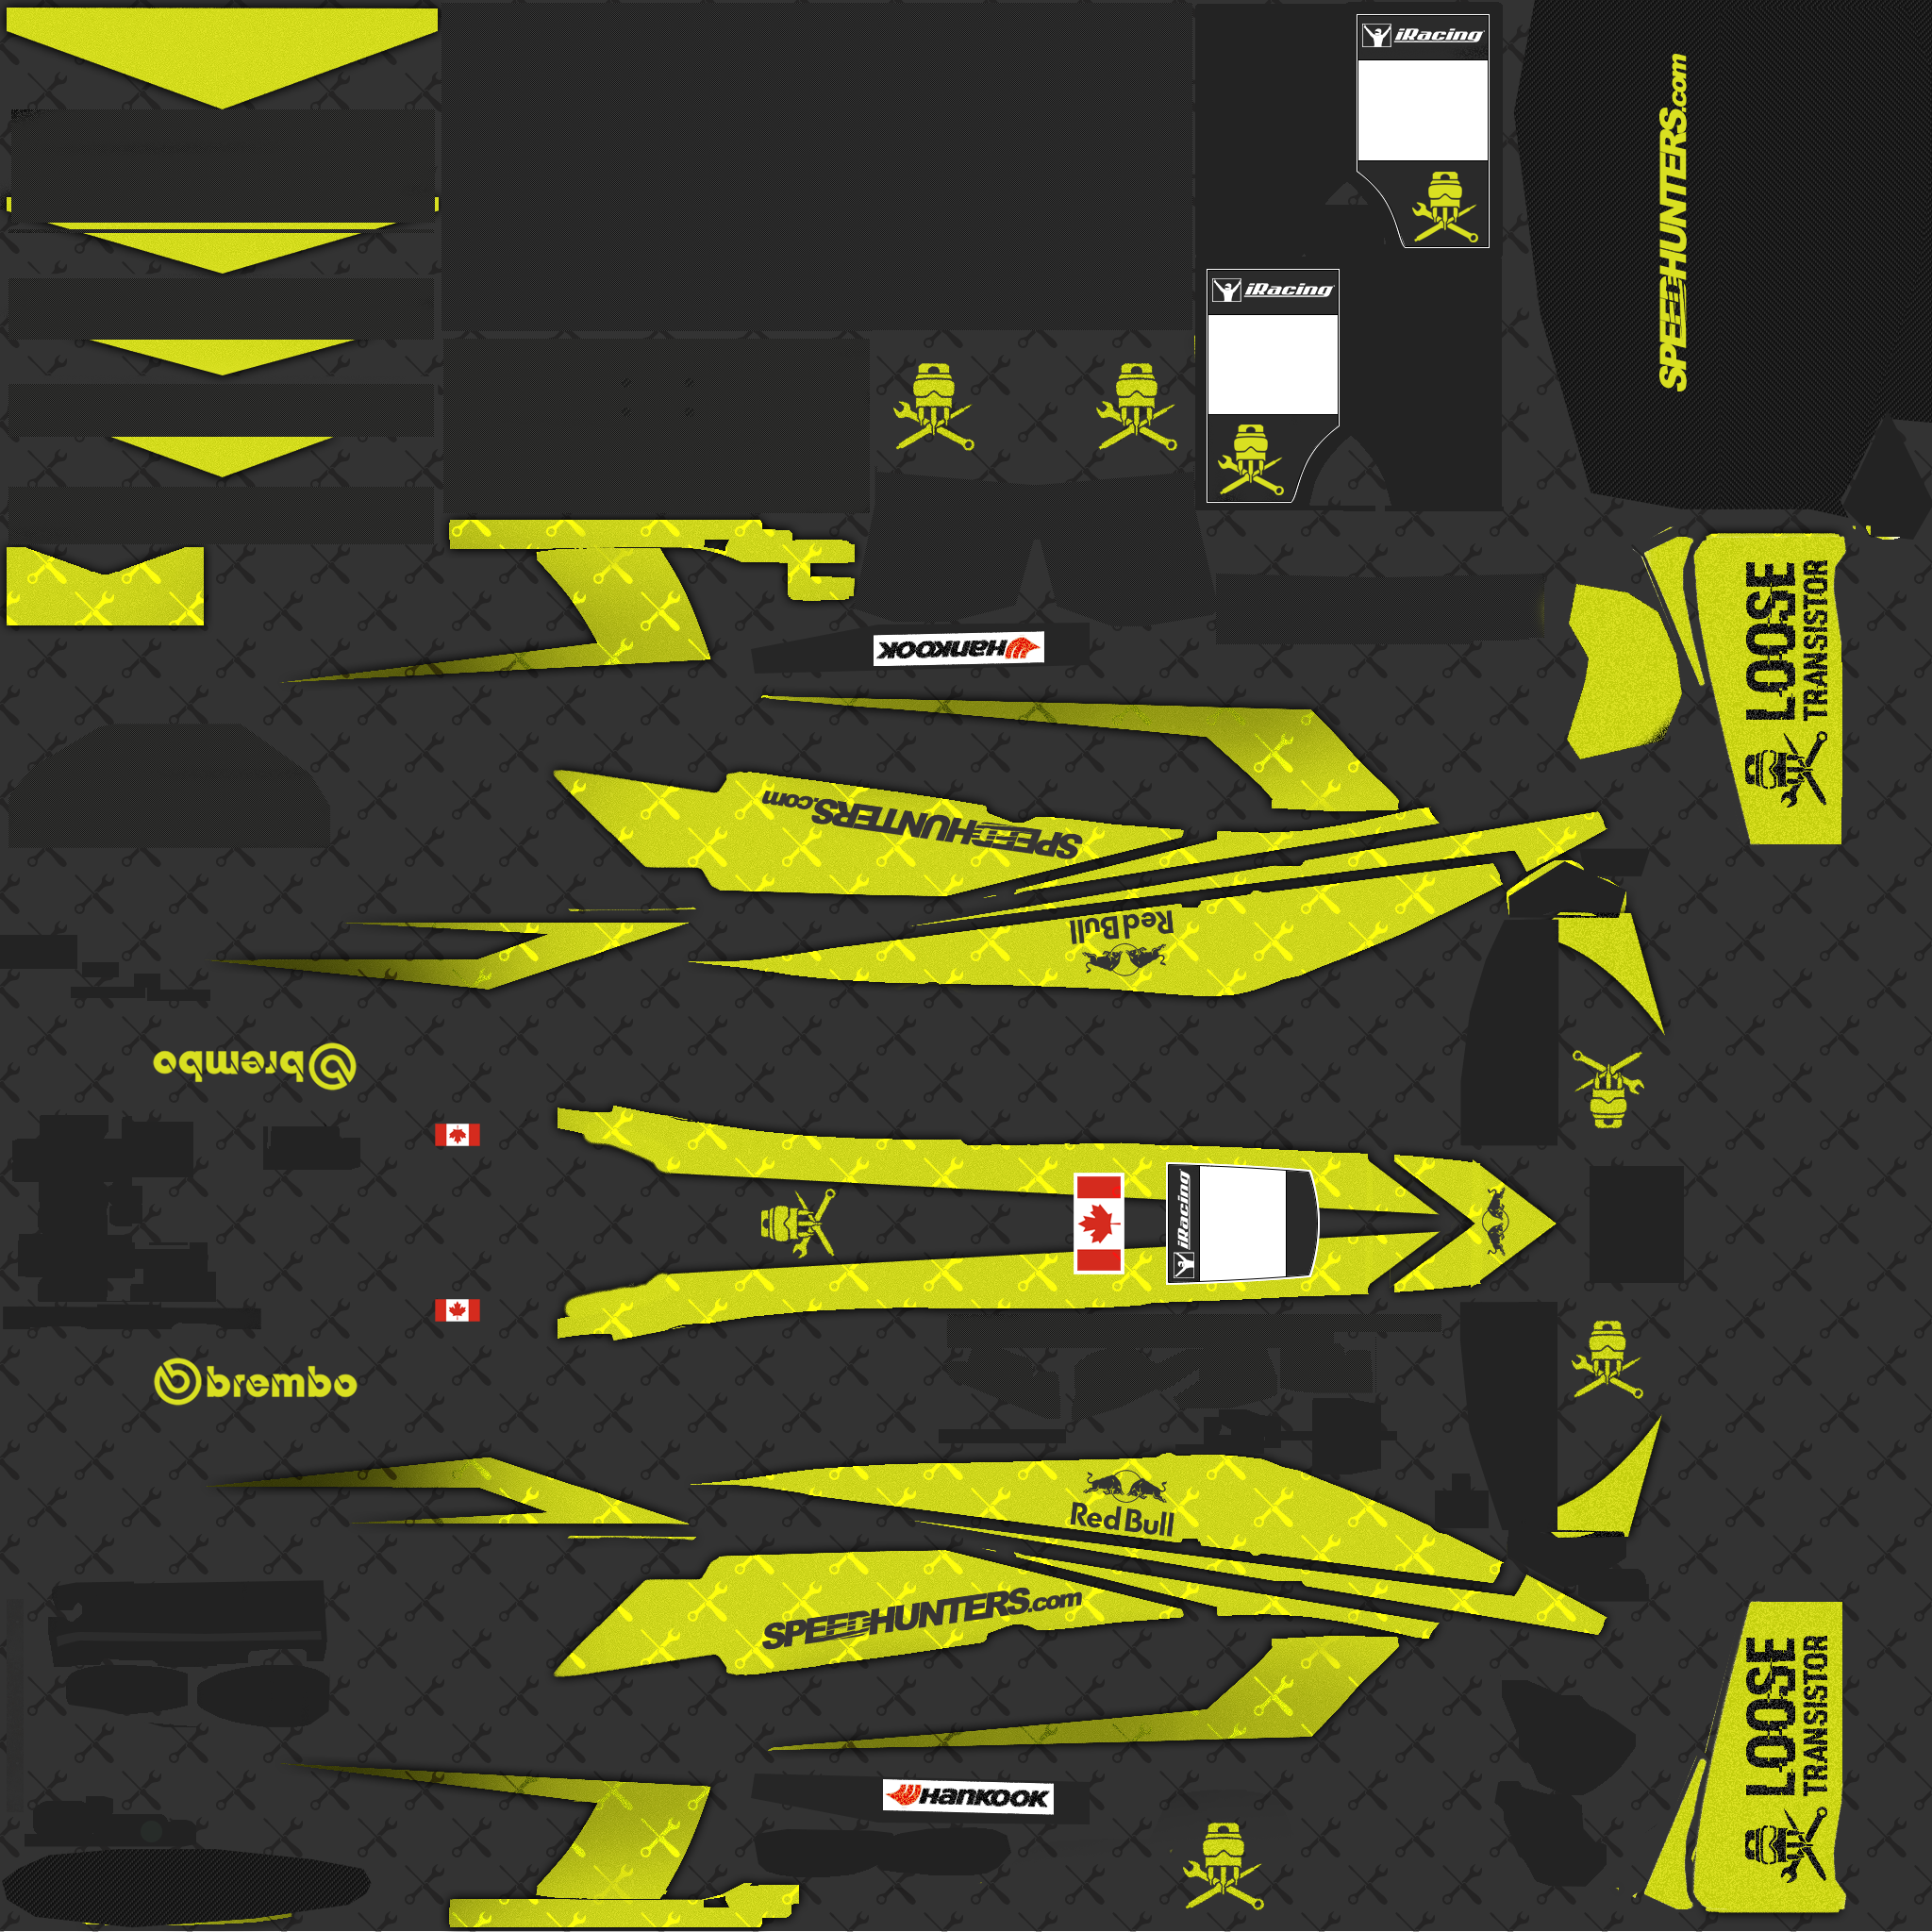 iRacing
SPEEDHUNTERS.com
iRacing
HANKOOK
LOOSE
TRANSISTOR
SPEEDHUNTERS.com
Red Bull
brembo
iRacing
brembo
Red Bull
SPEEDHUNTERS.com
LOOSE
TRANSISTOR
HANKOOK